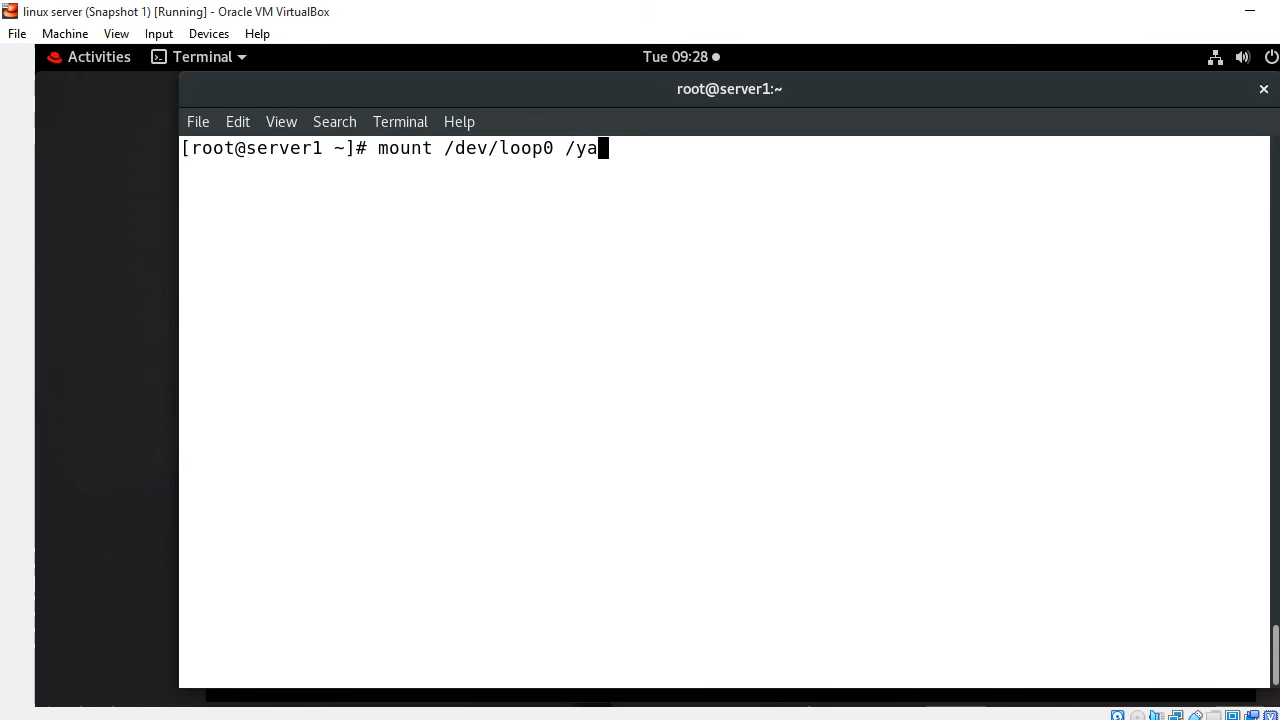 linux server (Snapshot 1) [Running] - Oracle VM VirtualBox
File Machine View Input Devices Help
Activities Terminal Tue 09:28
root@server1:~
File Edit View Search Terminal Help
[root@server1 ~]# mount /dev/loop0 /ya